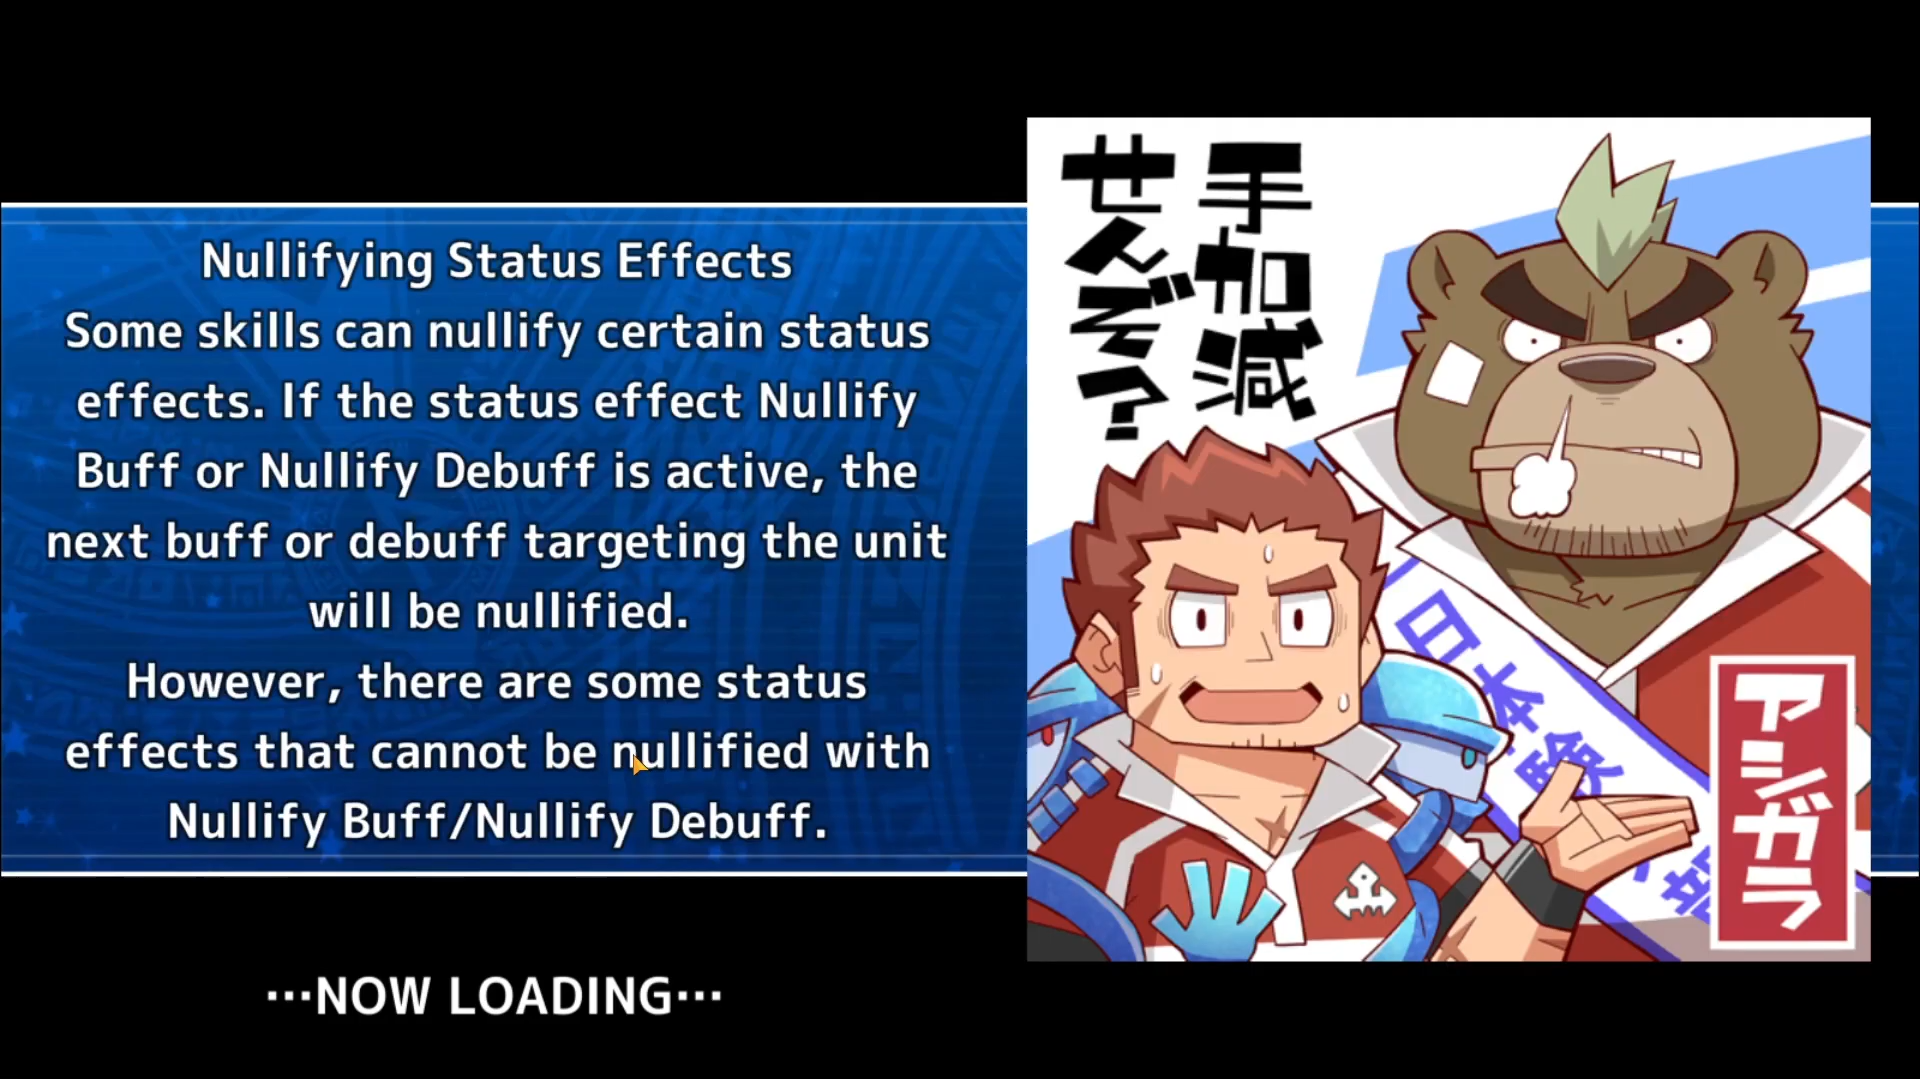 Nullifying Status Effects
Some skills can nullify certain status
effects. If the status effect Nullify
Buff or Nullify Debuff is active, the
next buff or debuff targeting the unit
will be nullified.
However, there are some status
effects that cannot be nullified with
Nullify Buff/Nullify Debuff.
…NOW LOADING…
手加減
せんぞ!?
日本
アシガラ